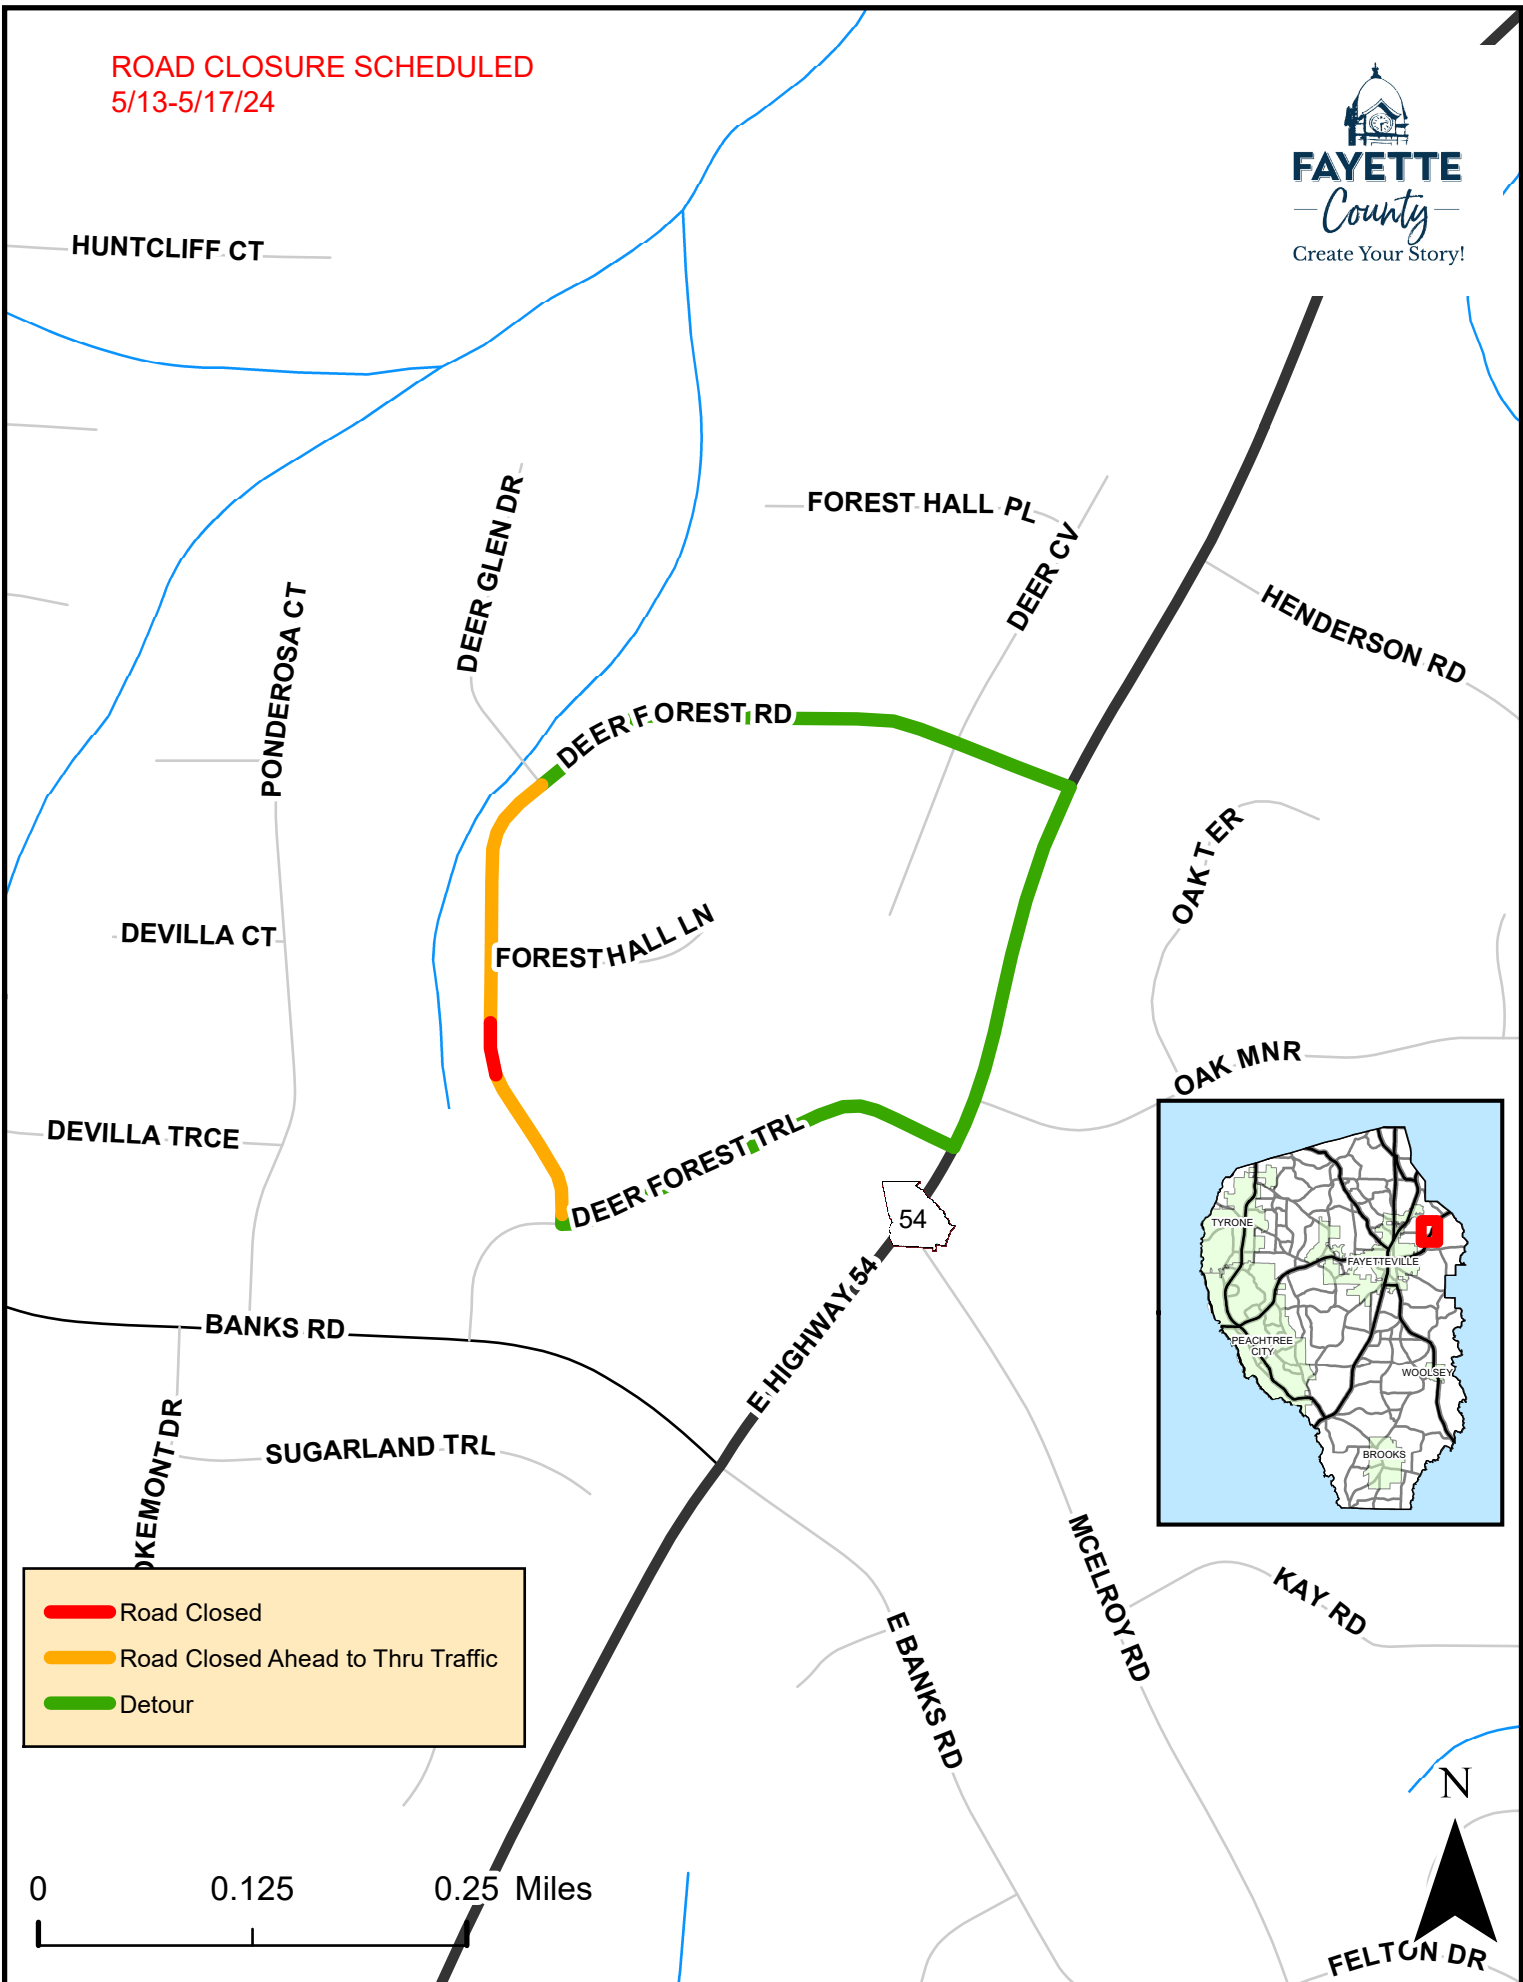 ROAD CLOSURE SCHEDULED
5/13-5/17/24
FAYETTE
County
Create Your Story!
HUNTCLIFF CT
DEER GLEN DR
FOREST HALL PL
DEER CV
HENDERSON RD
PONDEROSA CT
DEER FOREST RD
OAK TER
DEVILLA CT
FOREST HALL LN
OAK MNR
DEVILLA TRCE
DEER FOREST TRL
54
E HIGHWAY 54
BANKS RD
SUGARLAND TRL
OKEMONT DR
MCELROY RD
KAY RD
E BANKS RD
FELTON DR
TYRONE
FAYETTEVILLE
PEACHTREE
CITY
WOOLSEY
BROOKS
Road Closed
Road Closed Ahead to Thru Traffic
Detour
N
0 0.125 0.25 Miles